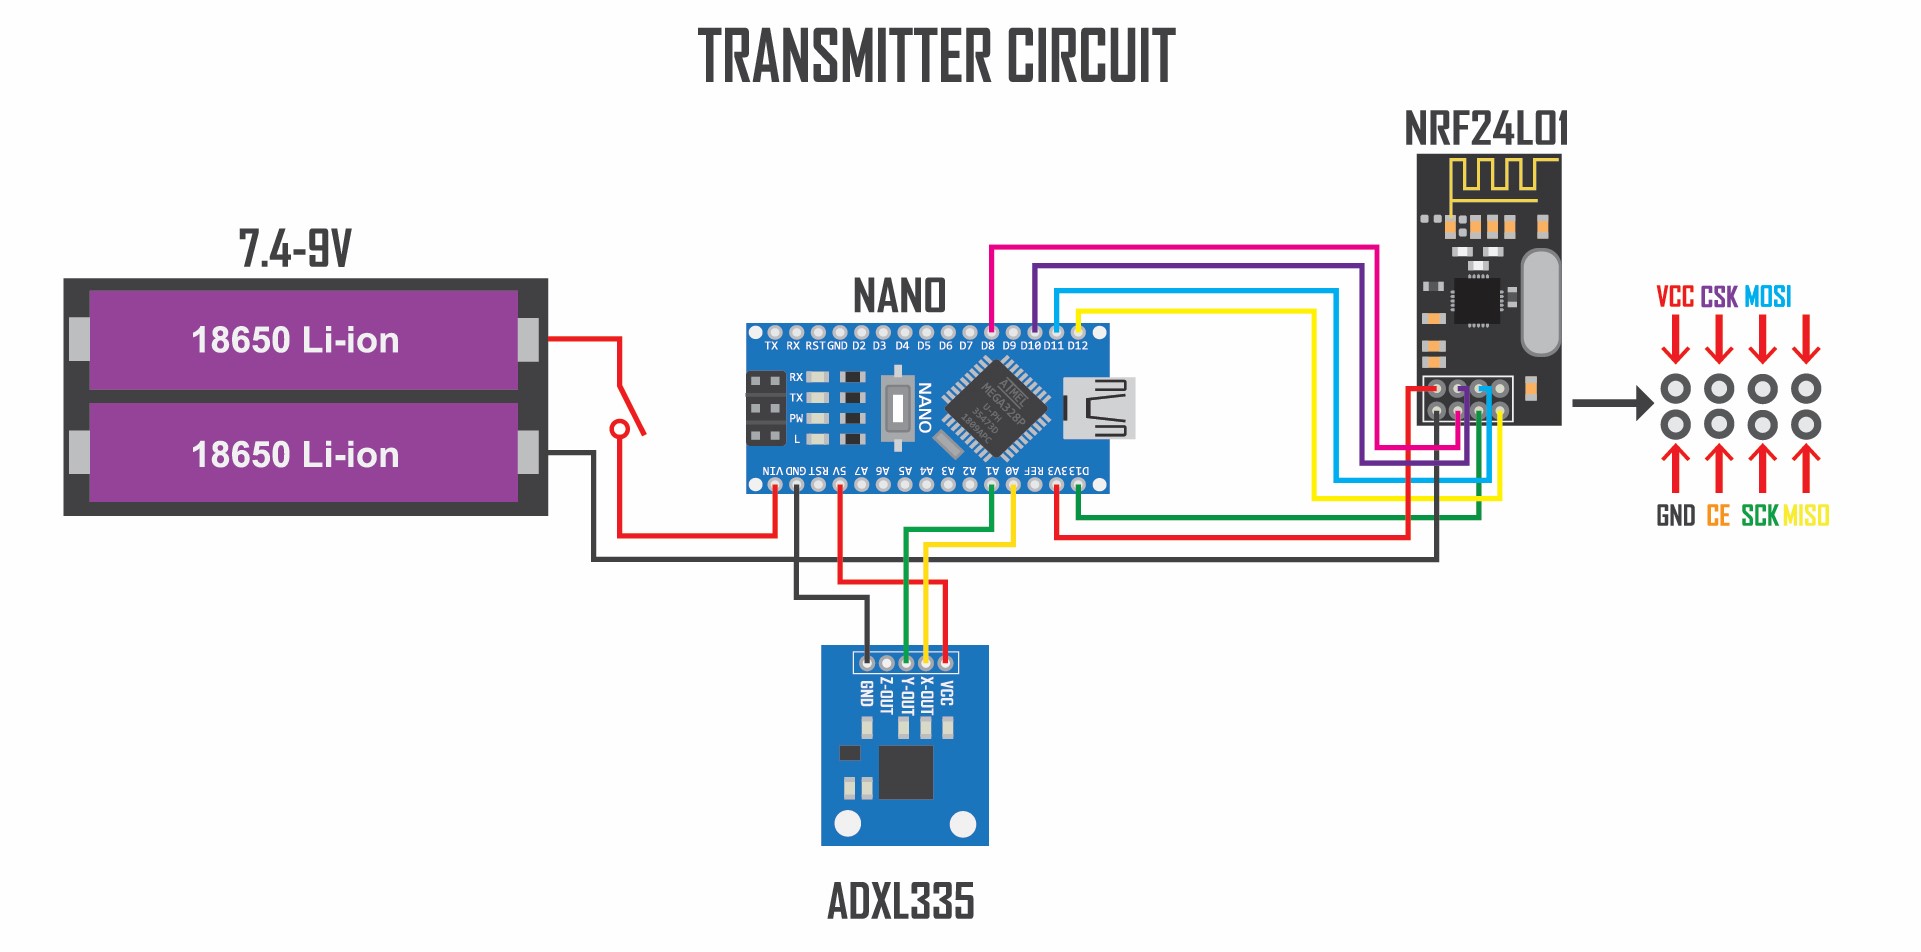 TRANSMITTER CIRCUIT
NRF24L01
7.4-9V
18650 Li-ion
18650 Li-ion
NANO
TX RX RST GND D2 D3 D4 D5 D6 D7 D8 D9 D10 D11 D12
RX
TX
PW
L
NANO
ATMEL
MEGA328P
U-PH
35473D
1809APC
VIN GND RST 5V A7 A6 A5 A4 A3 A2 A1 A0 REF 3V3 D13
VCC CSK MOSI
GND CE SCK MISO
GND Z-OUT Y-OUT X-OUT VCC
ADXL335